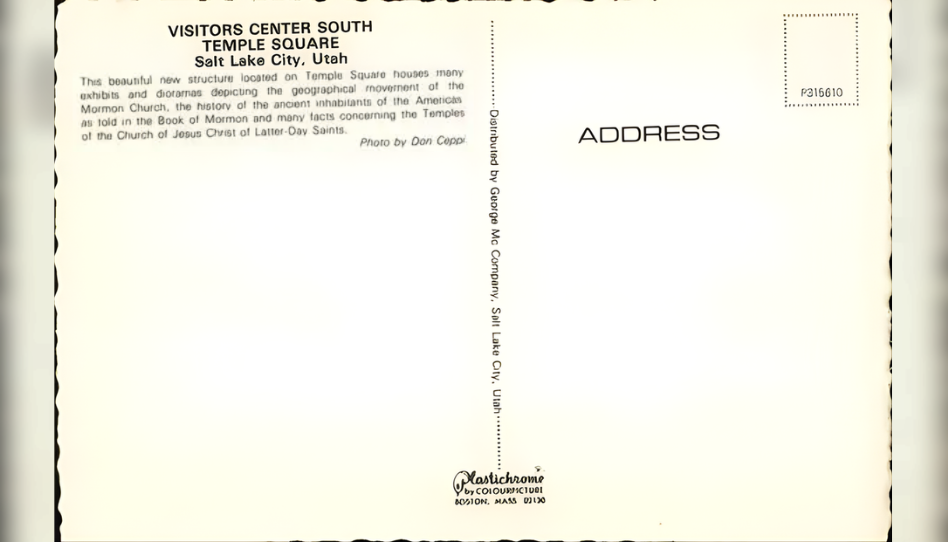 VISITORS CENTER SOUTH
TEMPLE SQUARE
Salt Lake City, Utah
This beautiful new structure located on Temple Square houses many
exhibits and dioramas depicting the geographical movement of the
Mormon Church, the history of the ancient inhabitants of the Americas
as told in the Book of Mormon and many facts concerning the Temples
of the Church of Jesus Christ of Latter-Day Saints.
Photo by Don Ceppi
Distributed by George Mc Company, Salt Lake City, Utah
P315610
ADDRESS
Plastichrome
by COLOURPICTURE
BOSTON, MASS 02130